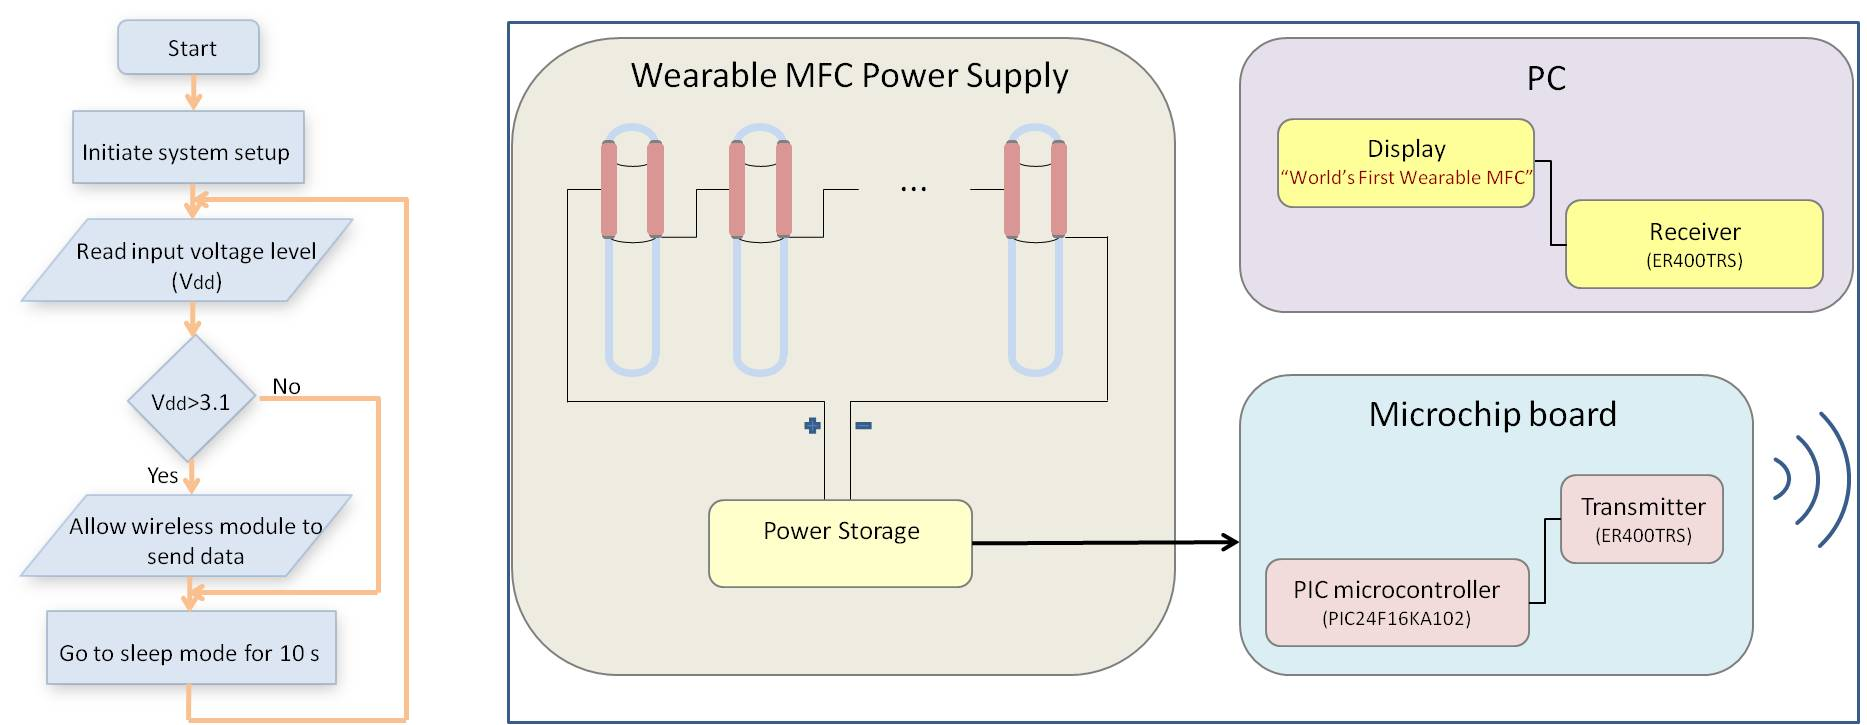 Start
Initiate system setup
Read input voltage level
(Vdd)
Vdd>3.1
No
Yes
Allow wireless module to
send data
Go to sleep mode for 10 s
Wearable MFC Power Supply
...
Power Storage
PC
Display
“World’s First Wearable MFC”
Receiver
(ER400TRS)
Microchip board
Transmitter
(ER400TRS)
PIC microcontroller
(PIC24F16KA102)